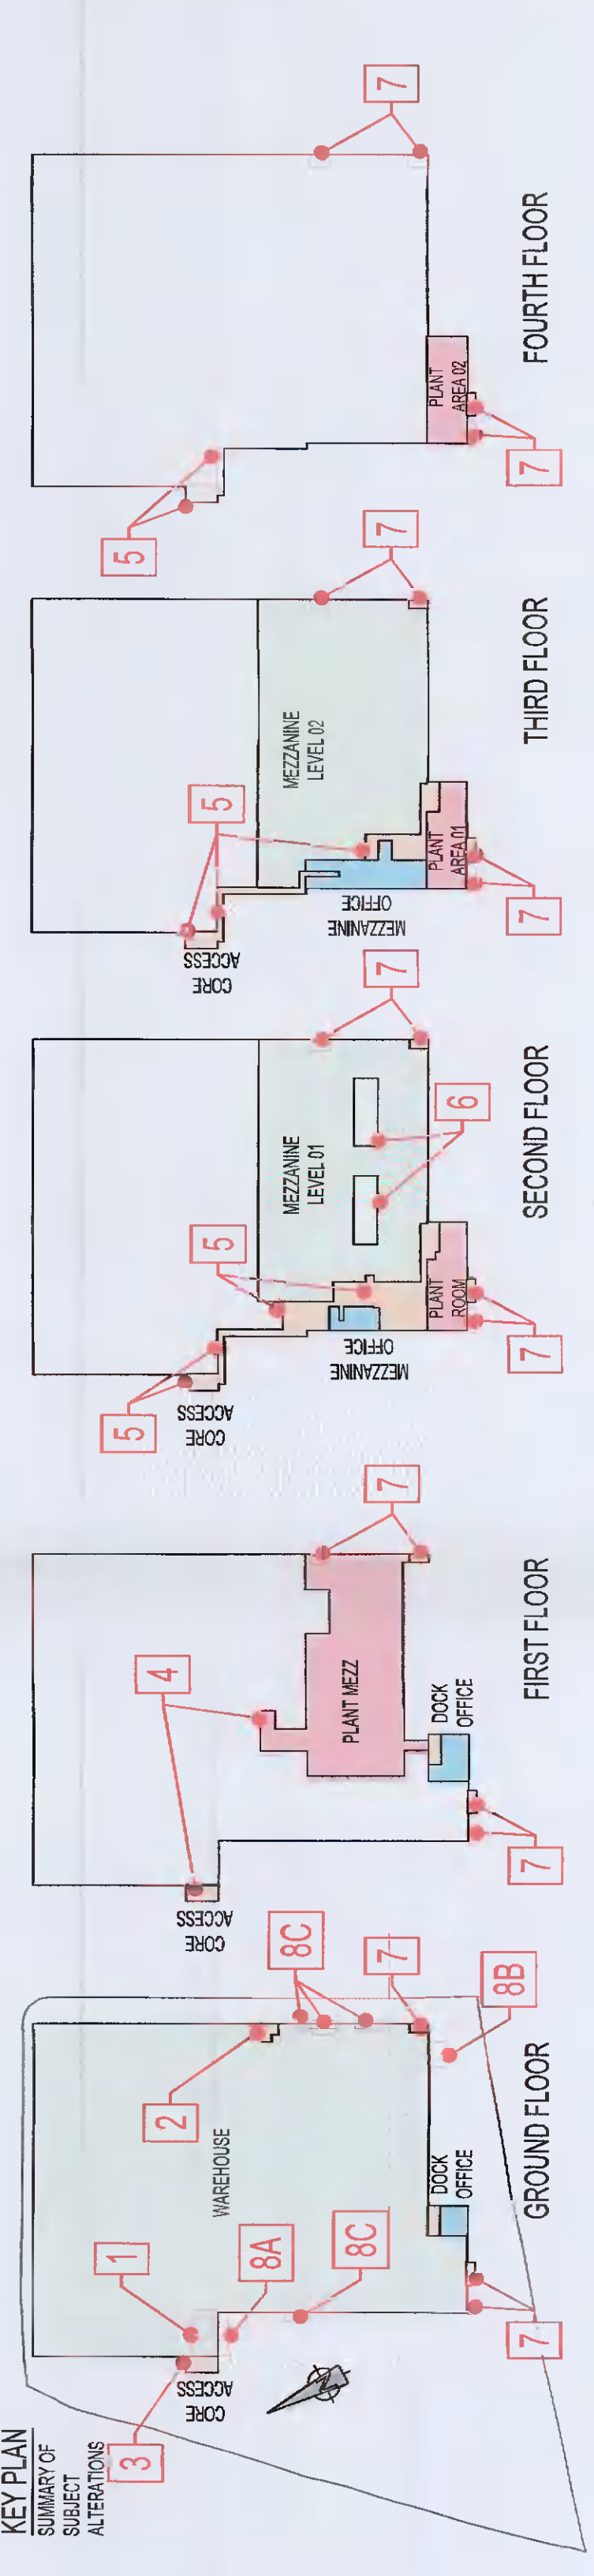 KEY PLAN
SUMMARY OF
SUBJECT
ALTERATIONS
3
1
8A
8C
2
8C
7
8B
7
WAREHOUSE
CORE
ACCESS
DOCK
OFFICE
GROUND FLOOR
4
7
7
CORE
ACCESS
PLANT MEZZ
DOCK
OFFICE
FIRST FLOOR
5
5
6
7
7
CORE
ACCESS
MEZZANINE
OFFICE
MEZZANINE
LEVEL 01
PLANT
ROOM
SECOND FLOOR
5
7
7
CORE
ACCESS
MEZZANINE
OFFICE
MEZZANINE
LEVEL 02
PLANT
AREA 01
THIRD FLOOR
5
7
7
PLANT
AREA 02
FOURTH FLOOR